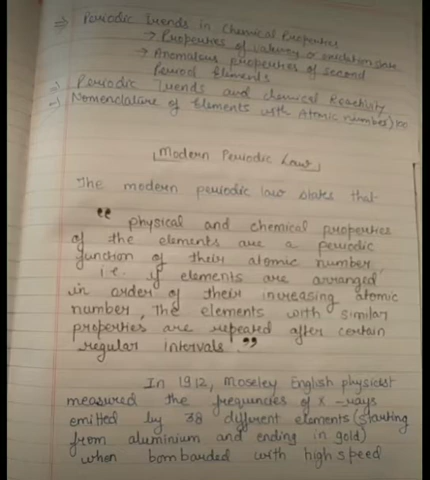 ⇒ Periodic Trends in Chemical Properties
→ Properties of valency or oxidation state
→ Anomalous properties of second
Period Elements
⇒ Periodic Trends and chemical Reactivity
⇒ Nomenclature of Elements with Atomic number > 100
Modern Periodic Law
The modern periodic law states that
“ physical and chemical properties
of the elements are a periodic
function of their atomic number,
i.e. if elements are arranged
in order of their increasing atomic
number, the elements with similar
properties are repeated after certain
regular intervals.”
In 1912, Moseley English physicist
measured the frequencies of X-rays
emitted by 38 different elements (starting
from aluminium and ending in gold)
when bombarded with high speed